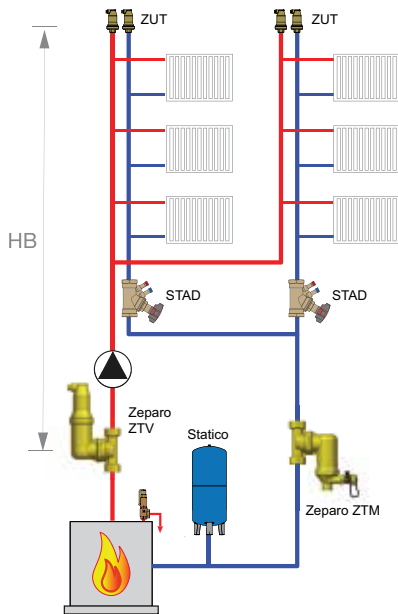 ZUT
ZUT
HB
STAD
STAD
Zeparo
ZTV
Statico
Zeparo ZTM